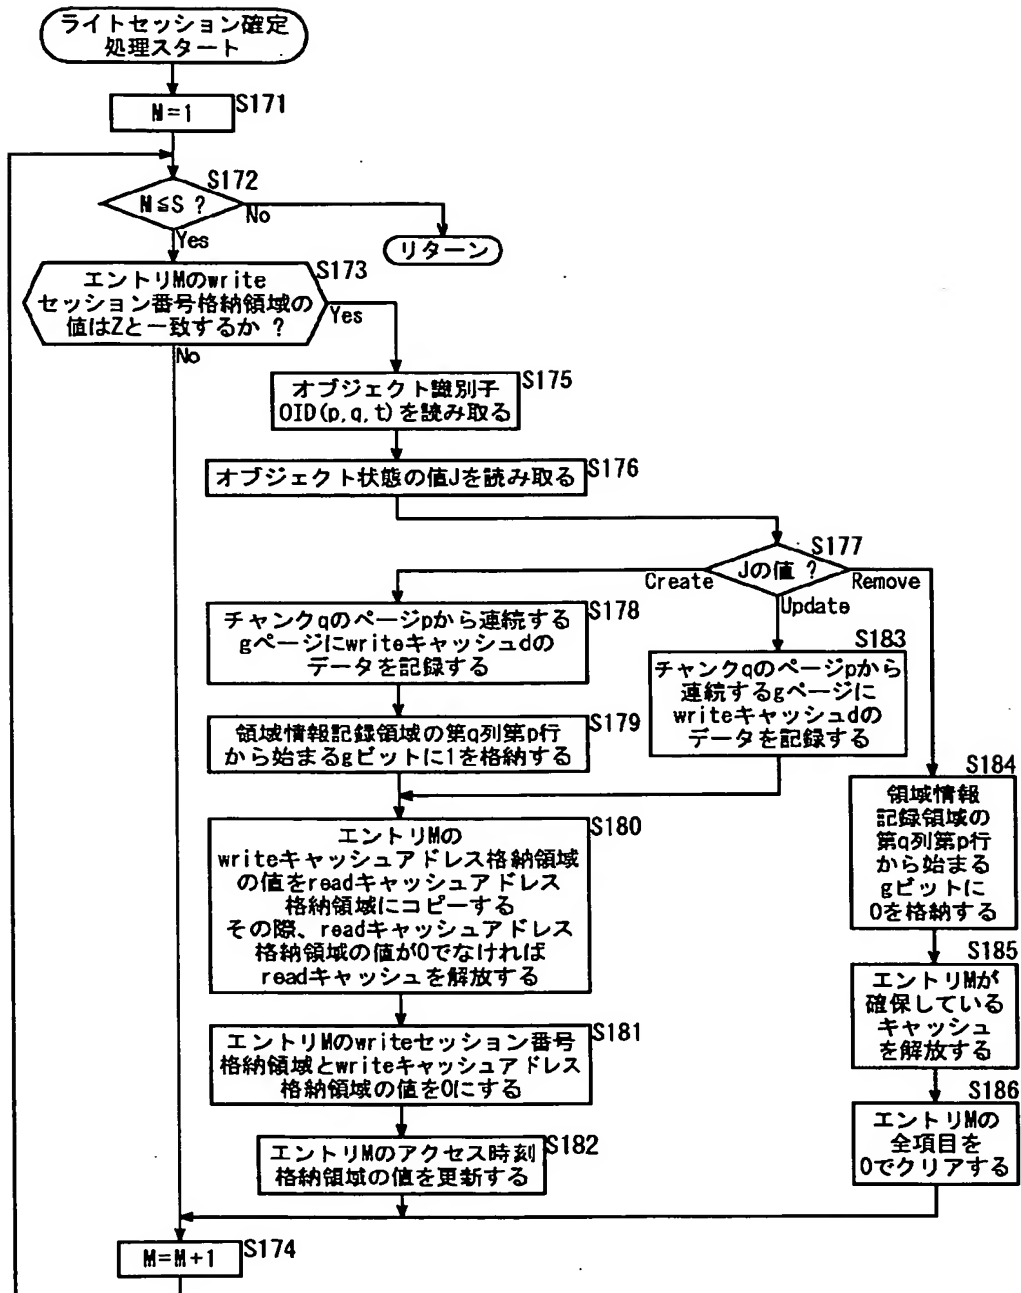 ライトセッション確定
処理スタート
M=1
S171
S172
M≦S ?
No
Yes
リターン
S173
エントリMのwrite
セッション番号格納領域の
値はZと一致するか ?
Yes
No
S175
オブジェクト識別子
OID(p,q,t)を読み取る
S176
オブジェクト状態の値Jを読み取る
S177
Jの値 ?
Create
Remove
Update
S178
チャンクqのページpから連続する
gページにwriteキャッシュdの
データを記録する
S183
チャンクqのページpから
連続するgページに
writeキャッシュdの
データを記録する
S179
領域情報記録領域の第q列第p行
から始まるgビットに1を格納する
S184
領域情報
記録領域の
第q列第p行
から始まる
gビットに
0を格納する
S180
エントリMの
writeキャッシュアドレス格納領域
の値をreadキャッシュアドレス
格納領域にコピーする
その際、readキャッシュアドレス
格納領域の値が0でなければ
readキャッシュを解放する
S185
エントリMが
確保している
キャッシュ
を解放する
S181
エントリMのwriteセッション番号
格納領域とwriteキャッシュアドレス
格納領域の値を0にする
S186
エントリMの
全項目を
0でクリアする
S182
エントリMのアクセス時刻
格納領域の値を更新する
S174
M=M+1